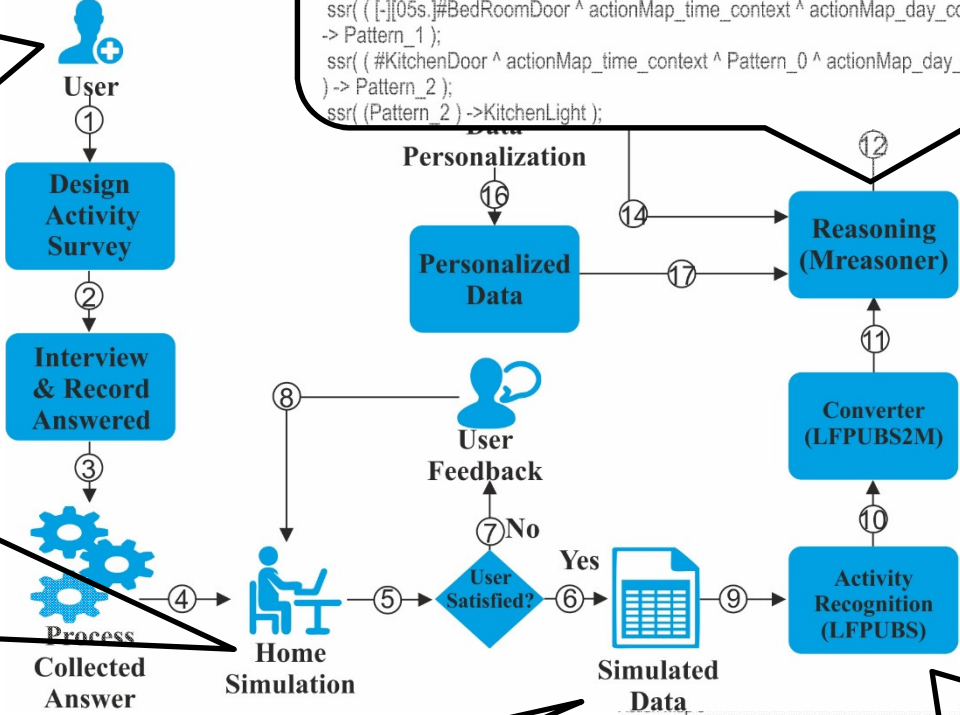 ssr( ( [-][05s.]#BedRoomDoor ^ actionMap_time_context ^ actionMap_day_co
-> Pattern_1 );
ssr( ( #KitchenDoor ^ actionMap_time_context ^ Pattern_0 ^ actionMap_day_
) -> Pattern_2 );
ssr( (Pattern_2 ) ->KitchenLight );
User
1
Design
Activity
Survey
2
Interview
& Record
Answered
3
4
Process
Collected
Answer
Home
Simulation
5
User
Satisfied?
7 No
User
Feedback
8
Yes
6
Simulated
Data
9
Activity
Recognition
(LFPUBS)
10
Converter
(LFPUBS2M)
11
Reasoning
(Mreasoner)
12
14
Data
Personalization
16
Personalized
Data
17